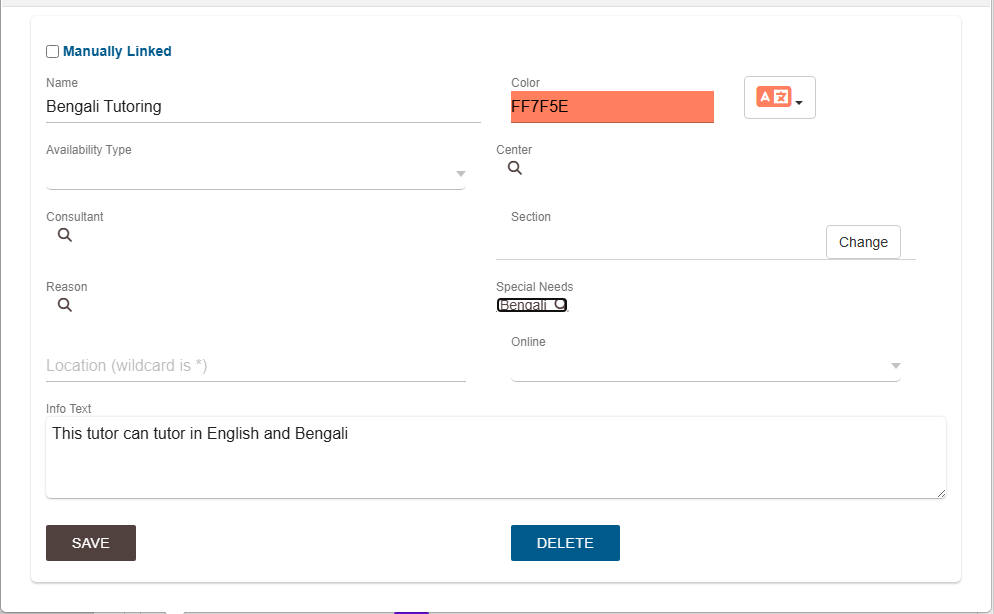 Manually Linked
Name
Bengali Tutoring
Color
FF7F5E
A 文
Availability Type
Center
Consultant
Section
Change
Reason
Special Needs
Bengali
Location (wildcard is *)
Online
Info Text
This tutor can tutor in English and Bengali
SAVE
DELETE